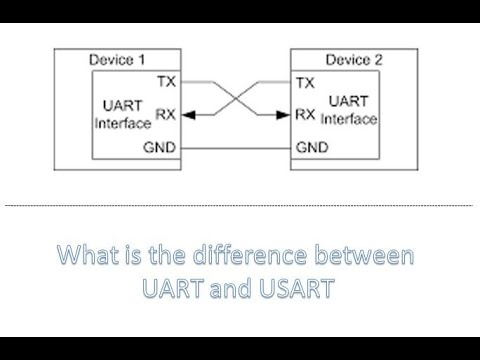 Device 1
Device 2
TX
TX
UART
Interface
RX
RX
UART
Interface
GND
GND
What is the difference between
UART and USART